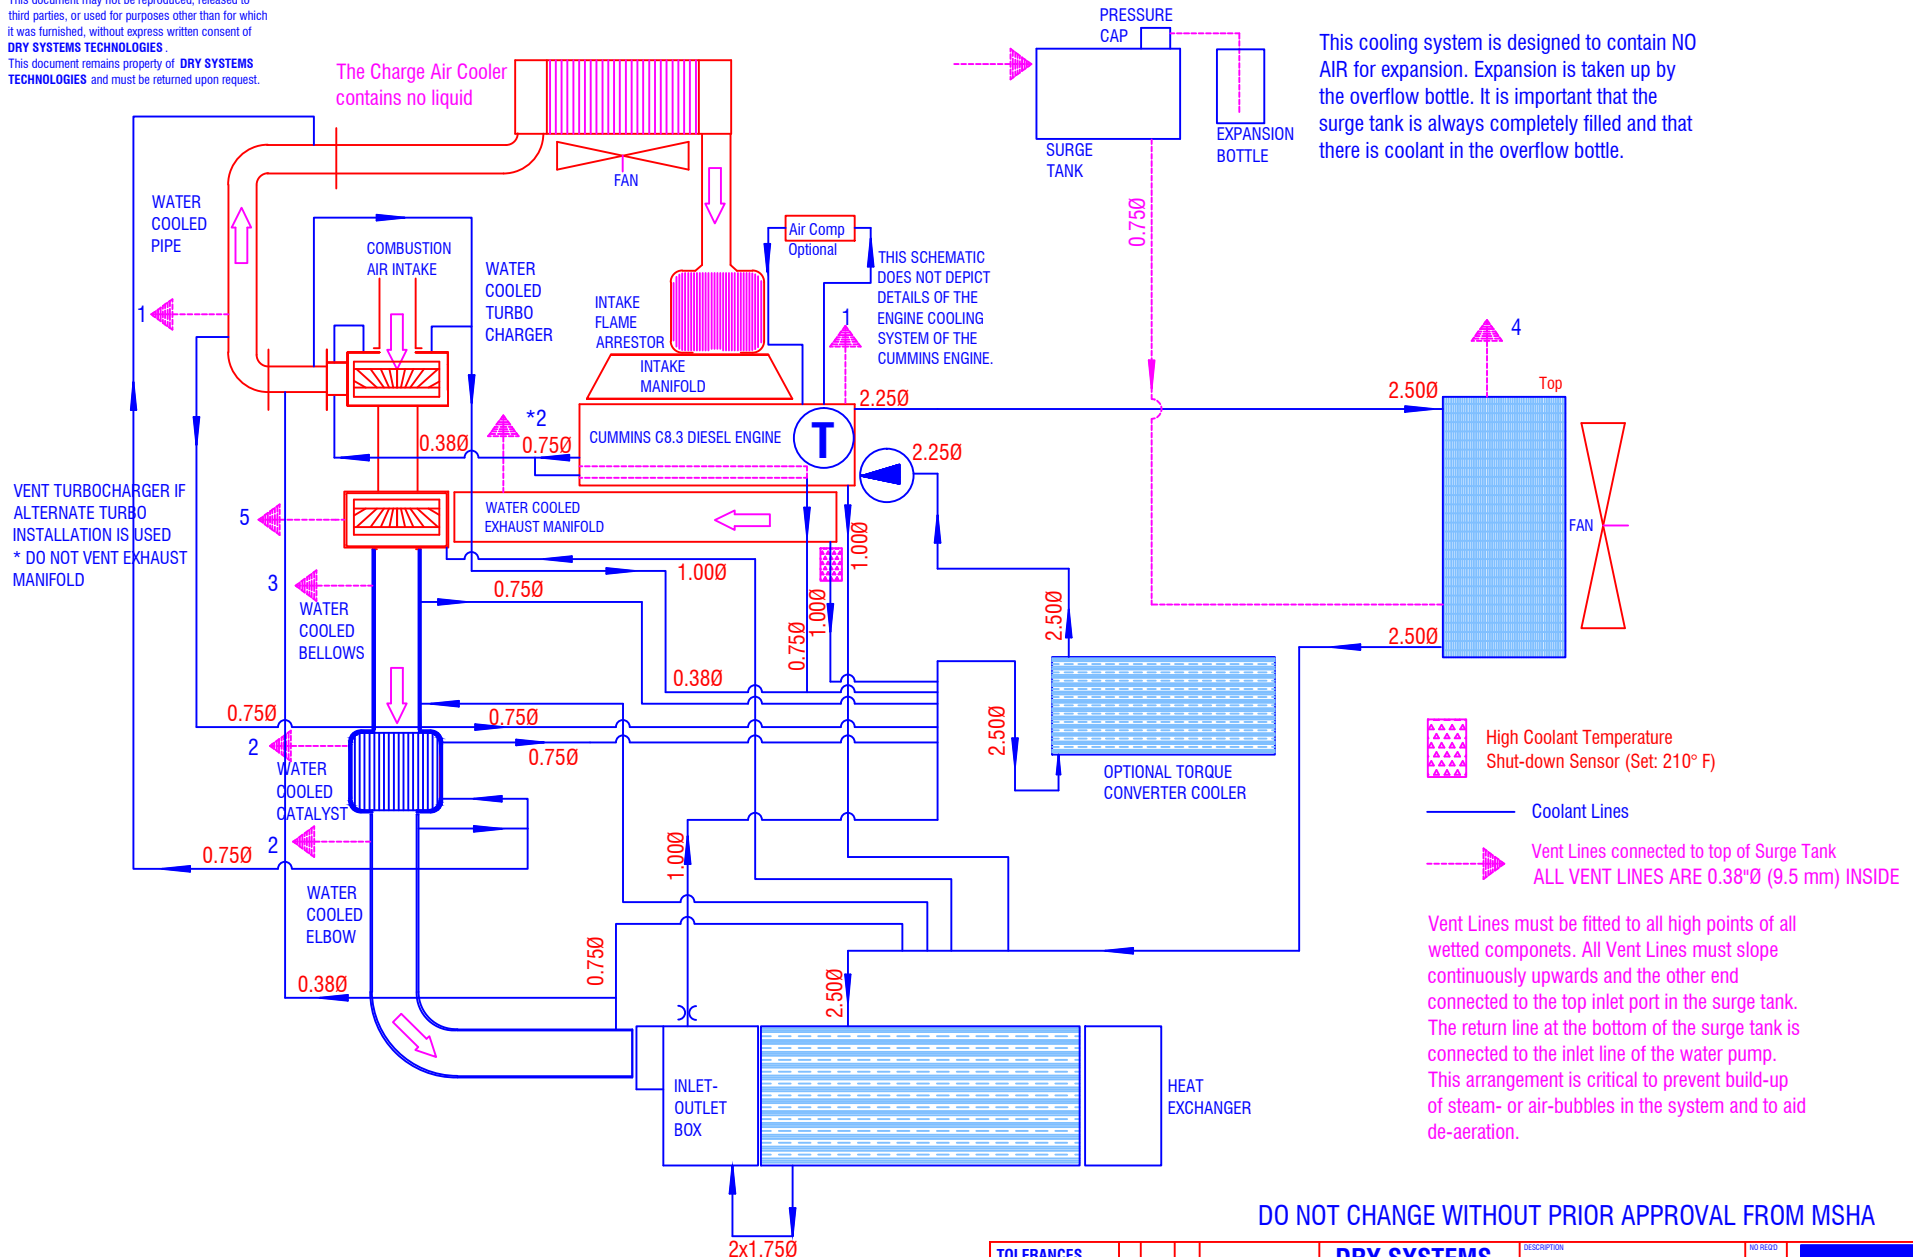 This document may not be reproduced, released to
third parties, or used for purposes other than for which
it was furnished, without express written consent of
DRY SYSTEMS TECHNOLOGIES .
This document remains property of DRY SYSTEMS
TECHNOLOGIES and must be returned upon request.
The Charge Air Cooler
contains no liquid
FAN
PRESSURE
CAP
SURGE
TANK
EXPANSION
BOTTLE
This cooling system is designed to contain NO
AIR for expansion. Expansion is taken up by
the overflow bottle. It is important that the
surge tank is always completely filled and that
there is coolant in the overflow bottle.
WATER
COOLED
PIPE
COMBUSTION
AIR INTAKE
WATER
COOLED
TURBO
CHARGER
Air Comp
Optional
THIS SCHEMATIC
DOES NOT DEPICT
DETAILS OF THE
ENGINE COOLING
SYSTEM OF THE
CUMMINS ENGINE.
0.75Ø
INTAKE
FLAME
ARRESTOR
INTAKE
MANIFOLD
1
1
4
Top
2.50Ø
2.25Ø
*2
0.38Ø
0.75Ø
CUMMINS C8.3 DIESEL ENGINE
T
2.25Ø
VENT TURBOCHARGER IF
ALTERNATE TURBO
INSTALLATION IS USED
* DO NOT VENT EXHAUST
MANIFOLD
5
WATER COOLED
EXHAUST MANIFOLD
FAN
1.00Ø
1.00Ø
3
0.75Ø
WATER
COOLED
BELLOWS
1.00Ø
0.75Ø
2.50Ø
2.50Ø
0.38Ø
0.75Ø
0.75Ø
2
0.75Ø
2.50Ø
WATER
COOLED
CATALYST
OPTIONAL TORQUE
CONVERTER COOLER
High Coolant Temperature
Shut-down Sensor (Set: 210° F)
Coolant Lines
2
0.75Ø
1.00Ø
Vent Lines connected to top of Surge Tank
ALL VENT LINES ARE 0.38"Ø (9.5 mm) INSIDE
WATER
COOLED
ELBOW
Vent Lines must be fitted to all high points of all
wetted componets. All Vent Lines must slope
continuously upwards and the other end
connected to the top inlet port in the surge tank.
The return line at the bottom of the surge tank is
connected to the inlet line of the water pump.
This arrangement is critical to prevent build-up
of steam- or air-bubbles in the system and to aid
de-aeration.
0.38Ø
0.75Ø
2.50Ø
INLET-
OUTLET
BOX
HEAT
EXCHANGER
2x1.75Ø
DO NOT CHANGE WITHOUT PRIOR APPROVAL FROM MSHA
TOLERANCES
DRY SYSTEMS
DESCRIPTION
NO REQ'D